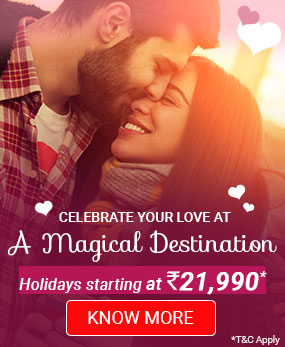 CELEBRATE YOUR LOVE AT
A Magical Destination
Holidays starting at ₹21,990*
KNOW MORE
*T&C Apply